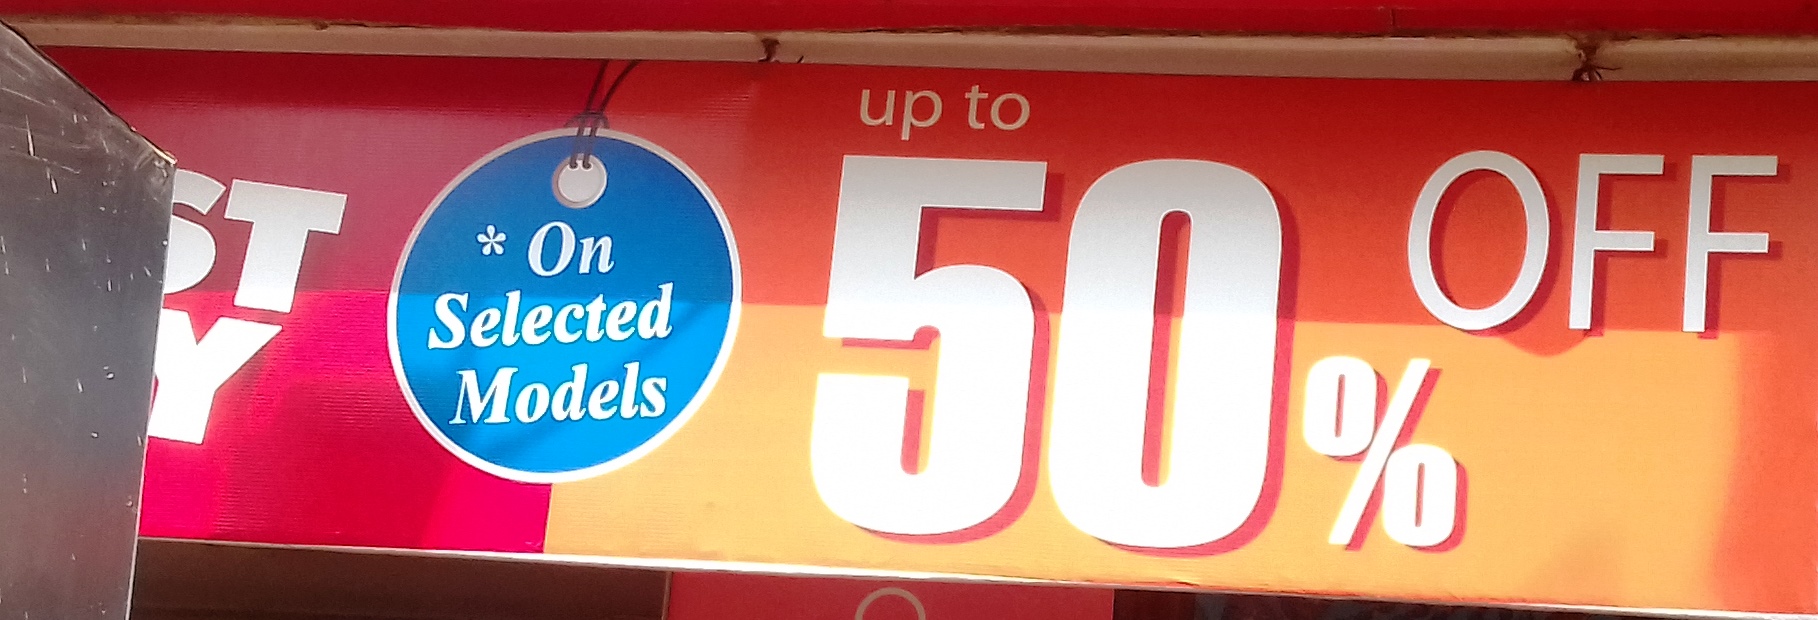 * On
Selected
Models
up to
50% OFF